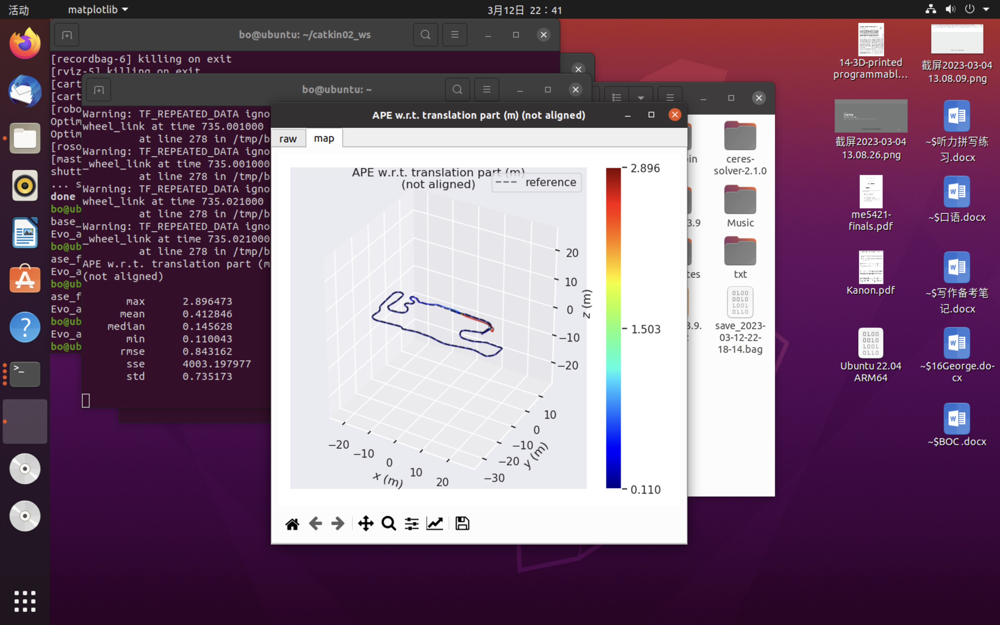 活动
matplotlib
3月12日 22：41
bo@ubuntu: ~/catkin02_ws
[recordbag-6] killing on exit
[rviz-5] killing on exit
[cart
[cart
[robo
Optim
Optim
[roso
[mast
shutt
... s
done
bo@ub
base_
Evo_a
bo@ub
ase_f
Evo_a
bo@ub
ase_f
Evo_a
bo@ub
Evo_a
bo@ub
bo@ubuntu: ~
Warning: TF_REPEATED_DATA igno
wheel_link at time 735.001000
at line 278 in /tmp/b
Warning: TF_REPEATED_DATA igno
_wheel_link at time 735.001000
at line 278 in /tmp/b
Warning: TF_REPEATED_DATA igno
wheel_link at time 735.021000
at line 278 in /tmp/b
Warning: TF_REPEATED_DATA igno
_wheel_link at time 735.021000
at line 278 in /tmp/b
APE w.r.t. translation part (m
(not aligned)
max 2.896473
mean 0.412846
median 0.145628
min 0.110043
rmse 0.843162
sse 4003.197977
std 0.735173
APE w.r.t. translation part (m) (not aligned)
raw
map
APE w.r.t. translation part (m)
(not aligned)
reference
20
10
0
−10
−20
z (m)
10
0
−10
−20
−30
y (m)
−20
−10
0
10
20
x (m)
2.896
1.503
0.110
in
3.9
tes
3.9.
ceres-
solver-2.1.0
Music
txt
0100
0010
1001
0110
save_2023-
03-12-22-
18-14.bag
14-3D-printed
programmabl...
截屏2023-03-04
13.08.09.png
截屏2023-03-04
13.08.26.png
~$听力拼写练
习.docx
me5421-
finals.pdf
~$口语.docx
Kanon.pdf
~$写作备考笔
记.docx
0100
0010
1001
0110
Ubuntu 22.04
ARM64
~$16George.do-
cx
~$BOC .docx